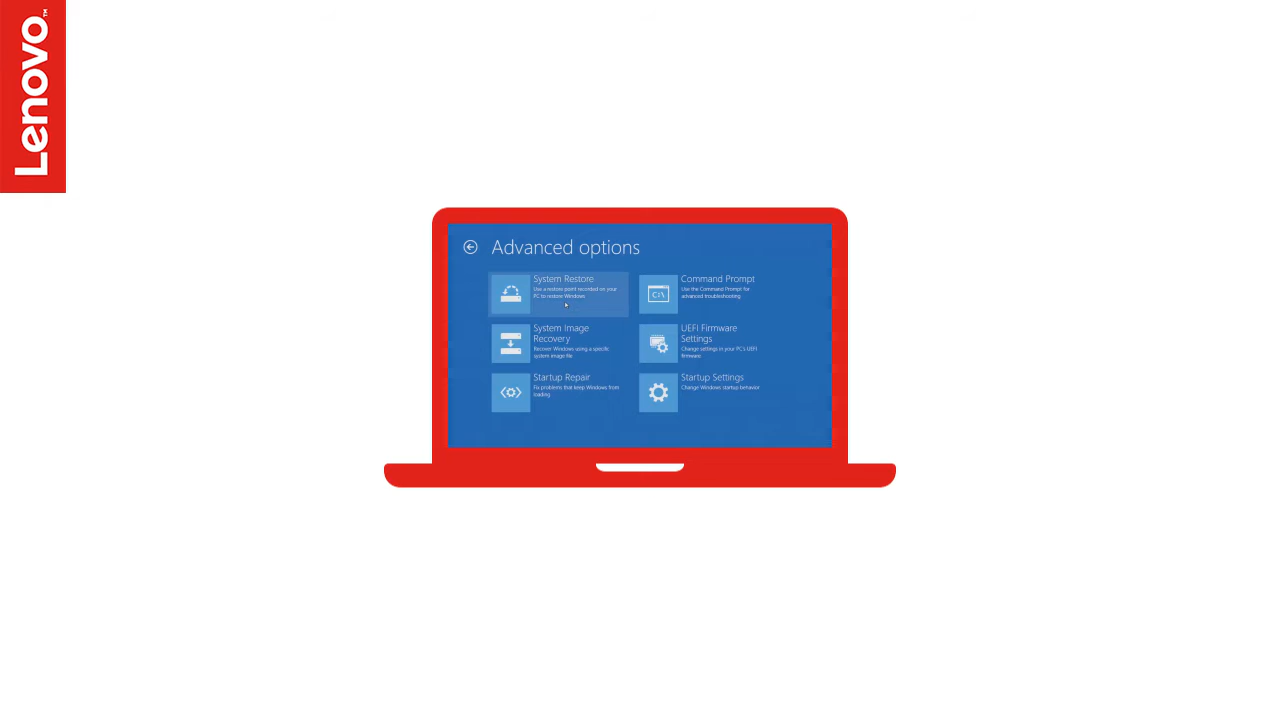 Lenovo™
Advanced options
System Restore
Use a restore point recorded on your
PC to restore Windows
Command Prompt
Use the Command Prompt for
advanced troubleshooting
C:\
System Image
Recovery
Recover Windows using a specific
system image file
UEFI Firmware
Settings
Change settings in your PC's UEFI
firmware
Startup Repair
Fix problems that keep Windows from
loading
Startup Settings
Change Windows startup behavior